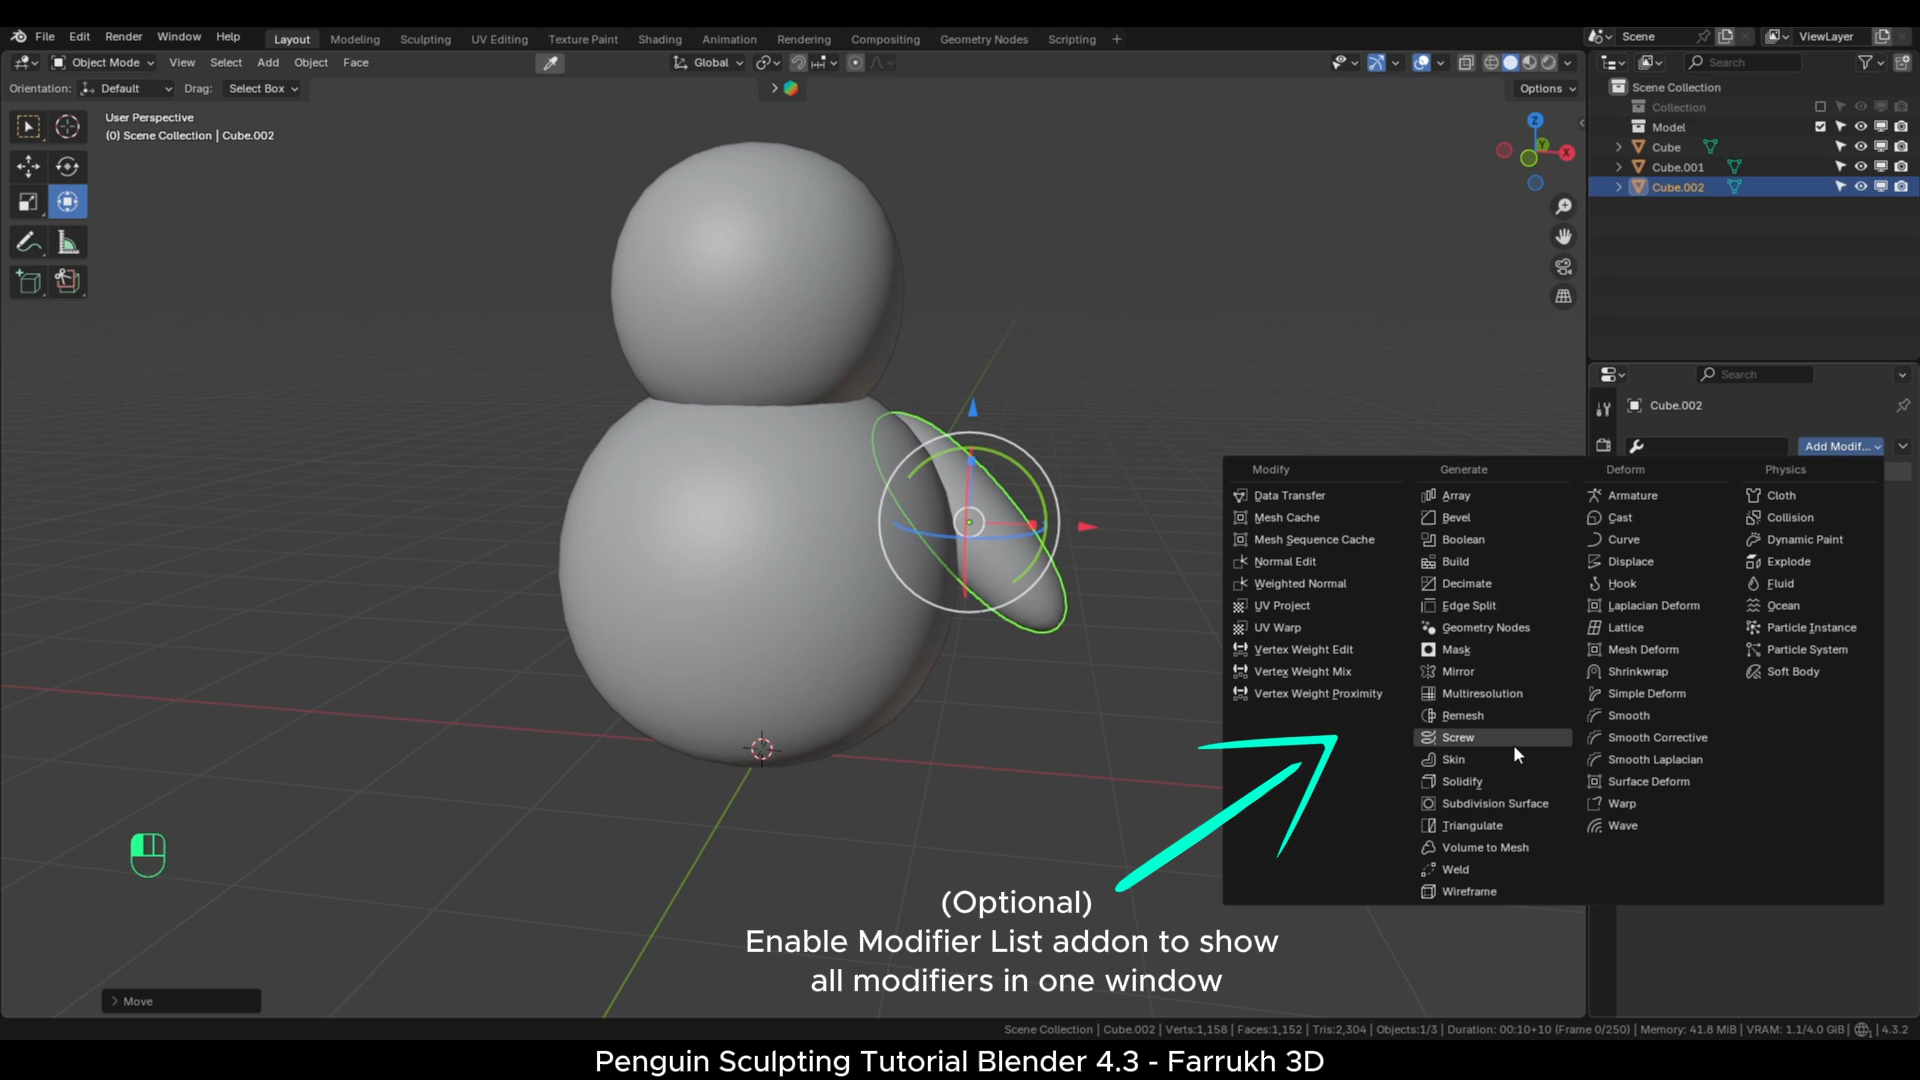 File Edit Render Window Help Layout Modeling Sculpting UV Editing Texture Paint Shading Animation Rendering Compositing Geometry Nodes Scripting + Scene ViewLayer
Object Mode View Select Add Object Face Global Search
Orientation: Default Drag: Select Box Options
User Perspective
(0) Scene Collection | Cube.002
Z
Y
X
Scene Collection
Collection
Model
Cube
Cube.001
Cube.002
Search
Cube.002
Add Modif...
Modify
Data Transfer
Mesh Cache
Mesh Sequence Cache
Normal Edit
Weighted Normal
UV Project
UV Warp
Vertex Weight Edit
Vertex Weight Mix
Vertex Weight Proximity
Generate
Array
Bevel
Boolean
Build
Decimate
Edge Split
Geometry Nodes
Mask
Mirror
Multiresolution
Remesh
Screw
Skin
Solidify
Subdivision Surface
Triangulate
Volume to Mesh
Weld
Wireframe
Deform
Armature
Cast
Curve
Displace
Hook
Laplacian Deform
Lattice
Mesh Deform
Shrinkwrap
Simple Deform
Smooth
Smooth Corrective
Smooth Laplacian
Surface Deform
Warp
Wave
Physics
Cloth
Collision
Dynamic Paint
Explode
Fluid
Ocean
Particle Instance
Particle System
Soft Body
(Optional)
Enable Modifier List addon to show
all modifiers in one window
Move
Scene Collection | Cube.002 | Verts:1,158 | Faces:1,152 | Tris:2,304 | Objects:1/3 | Duration: 00:10+10 (Frame 0/250) | Memory: 41.8 MiB | VRAM: 1.1/4.0 GiB | 4.3.2
Penguin Sculpting Tutorial Blender 4.3 - Farrukh 3D